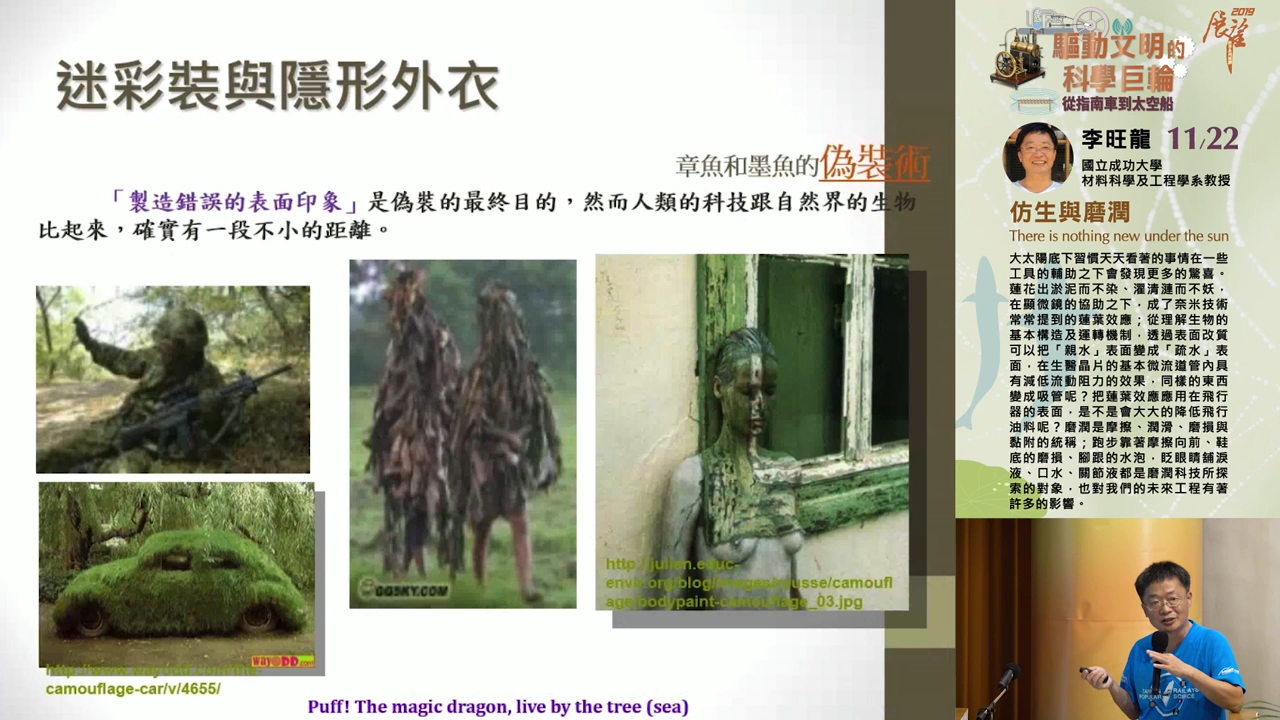 迷彩裝與隱形外衣
章魚和墨魚的偽裝術
「製造錯誤的表面印象」是偽裝的最終目的，然而人類的科技跟自然界的生物
比起來，確實有一段不小的距離。
GGSKY.COM
http://julien.educ-
age/bodypaint-camouflage_03.jpg
wayoDD.com
camouflage-car/v/4655/
Puff! The magic dragon, live by the tree (sea)
2019
展望
驅動文明的
科學巨輪
從指南車到太空船
李旺龍 11/22
國立成功大學
材料科學及工程學系教授
仿生與磨潤
There is nothing new under the sun
大太陽底下習慣天天看著的事情在一些
工具的輔助之下會發現更多的驚喜。
蓮花出淤泥而不染、濯清漣而不妖，
在顯微鏡的協助之下，成了奈米技術
常常提到的蓮葉效應；從理解生物的
基本構造及運轉機制，透過表面改質
可以把「親水」表面變成「疏水」表
面，在生醫晶片的基本微流道管內具
有減低流動阻力的效果，同樣的東西
變成吸管呢？把蓮葉效應應用在飛行
器的表面，是不是會大大的降低飛行
油料呢？磨潤是摩擦、潤滑、磨損與
黏附的統稱；跑步靠著摩擦向前、鞋
底的磨損、腳跟的水泡，眨眼睛舖淚
液、口水、關節液都是磨潤科技所探
索的對象，也對我們的未來工程有著
許多的影響。